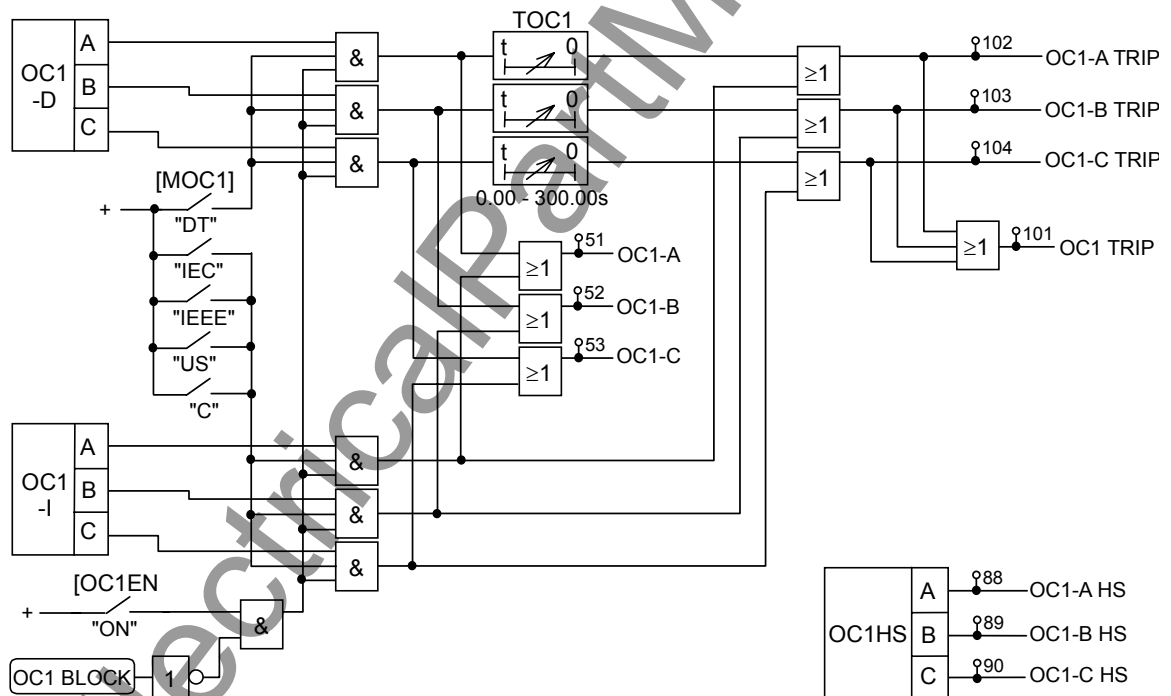 TOC1
A
OC1
-D
B
C
&
&
&
t 0
t 0
t 0
0.00 - 300.00s
≥1
≥1
≥1
102
OC1-A TRIP
103
OC1-B TRIP
104
OC1-C TRIP
≥1
101
OC1 TRIP
[MOC1]
+
"DT"
"IEC"
"IEEE"
"US"
"C"
≥1
51
OC1-A
≥1
52
OC1-B
≥1
53
OC1-C
A
OC1
-I
B
C
&
&
&
[OC1EN
+
"ON"
&
OC1 BLOCK
1
OC1HS
A
88
OC1-A HS
B
89
OC1-B HS
C
90
OC1-C HS